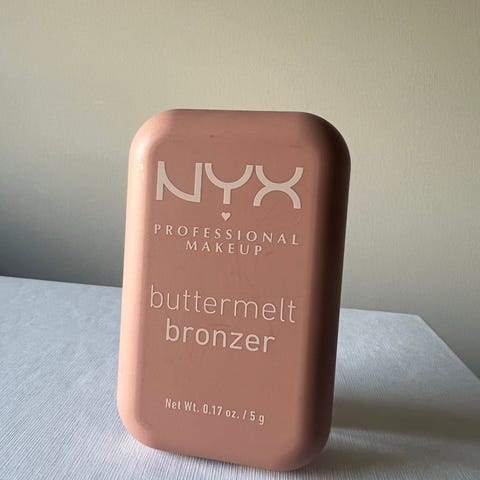 NYX
PROFESSIONAL
MAKEUP
buttermelt
bronzer
Net Wt. 0.17 oz. / 5 g